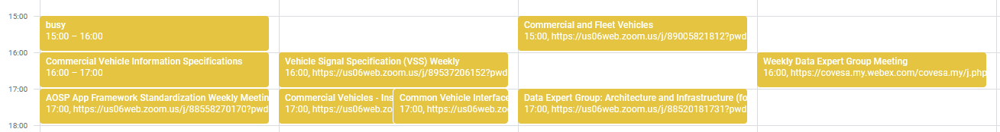 15:00
busy
15:00 – 16:00
Commercial and Fleet Vehicles
15:00, https://us06web.zoom.us/j/89005821812?pwd
16:00
Commercial Vehicle Information Specifications
16:00 – 17:00
Vehicle Signal Specification (VSS) Weekly
16:00, https://us06web.zoom.us/j/89537206152?pwd
Weekly Data Expert Group Meeting
16:00, https://covesa.my.webex.com/covesa.my/j.php
17:00
AOSP App Framework Standardization Weekly Meetin
17:00, https://us06web.zoom.us/j/88558270170?pwd
Commercial Vehicles - Ins
17:00, https://us06web.zo
Common Vehicle Interface
17:00, https://us06web.zo
Data Expert Group: Architecture and Infrastructure (fo
17:00, https://us06web.zoom.us/j/88520181731?pwd
18:00